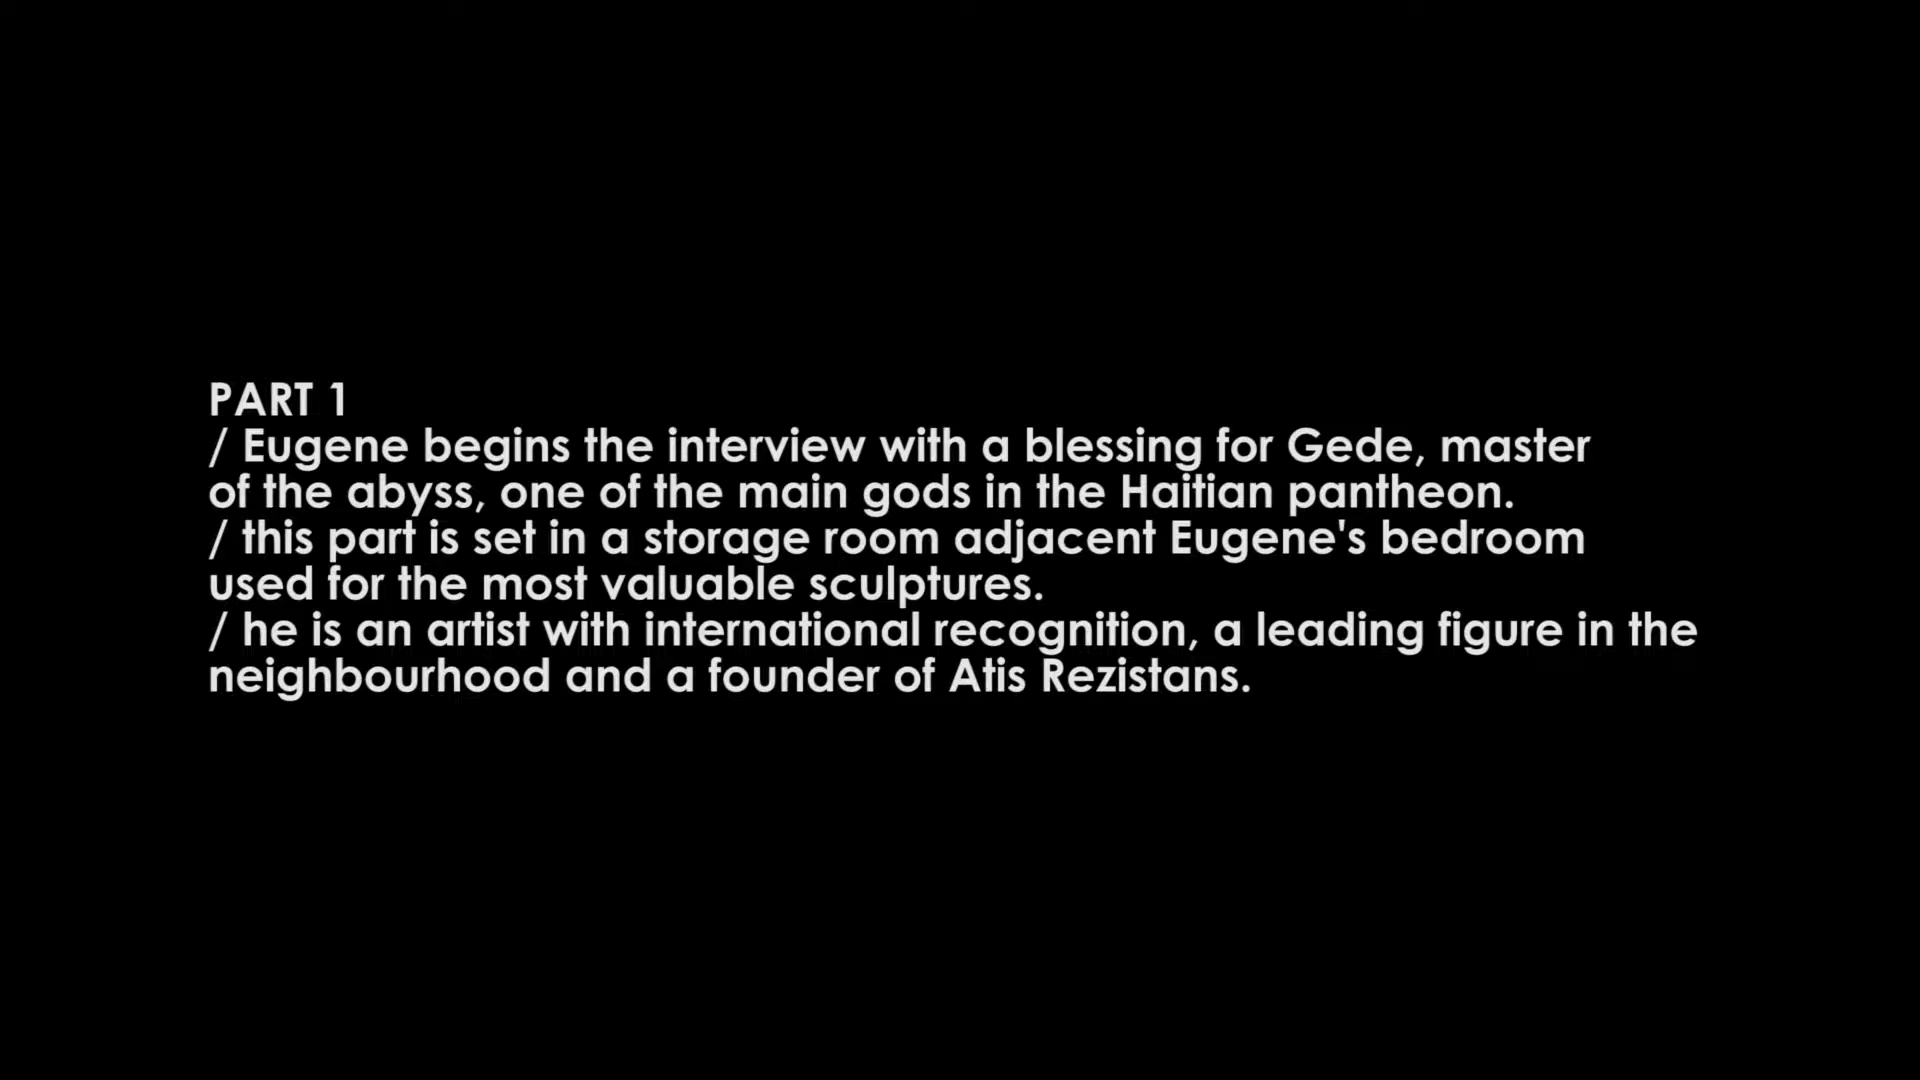 PART 1
/ Eugene begins the interview with a blessing for Gede, master
of the abyss, one of the main gods in the Haitian pantheon.
/ this part is set in a storage room adjacent Eugene's bedroom
used for the most valuable sculptures.
/ he is an artist with international recognition, a leading figure in the
neighbourhood and a founder of Atis Rezistans.